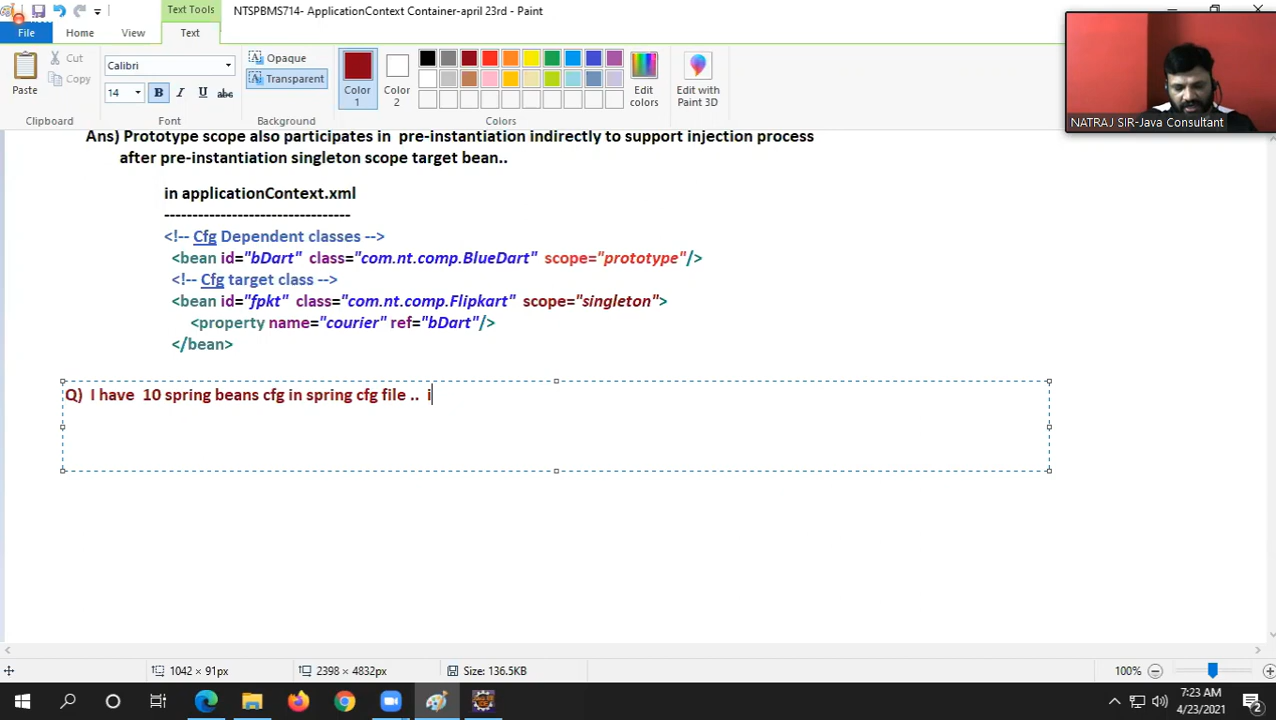 Text Tools
NTSPBMS714- ApplicationContext Container-april 23rd - Paint
File
Home
View
Text
Paste
Cut
Copy
Clipboard
Calibri
14
B
I
U
abc
Font
Opaque
Transparent
Background
Color 1
Color 2
Edit colors
Edit with Paint 3D
Colors
NATRAJ SIR-Java Consultant
Ans) Prototype scope also participates in pre-instantiation indirectly to support injection process
after pre-instantiation singleton scope target bean..
in applicationContext.xml
---------------------------------
<!-- Cfg Dependent classes -->
<bean id="bDart" class="com.nt.comp.BlueDart" scope="prototype"/>
<!-- Cfg target class -->
<bean id="fpkt" class="com.nt.comp.Flipkart" scope="singleton">
<property name="courier" ref="bDart"/>
</bean>
Q) I have 10 spring beans cfg in spring cfg file .. i
1042 × 91px
2398 × 4832px
Size: 136.5KB
100%
7:23 AM
4/23/2021
2